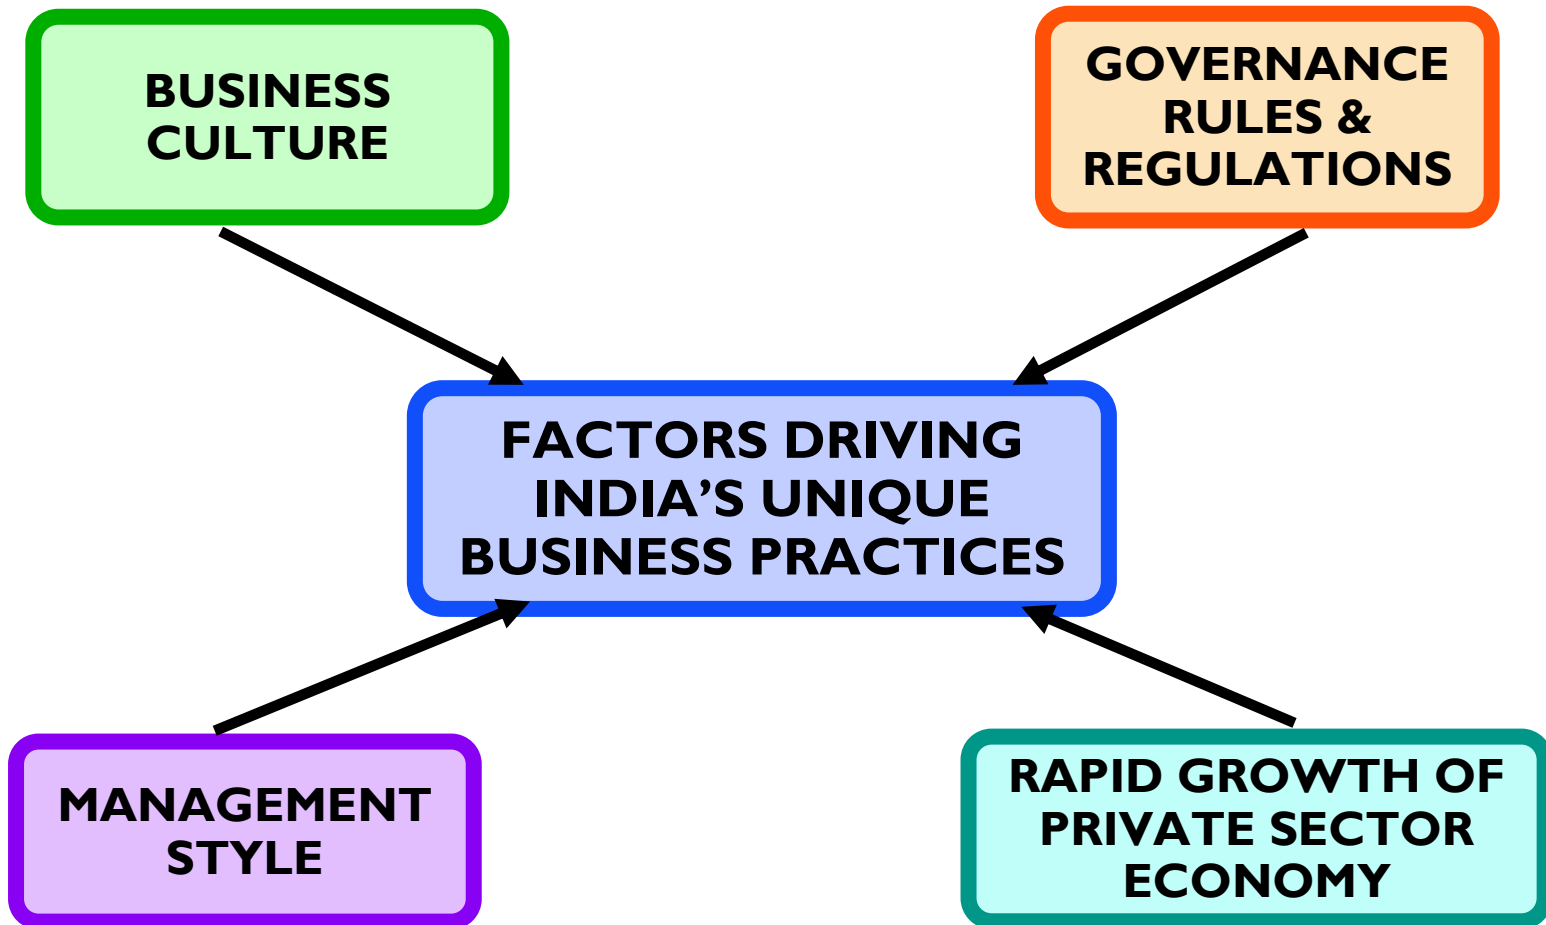 BUSINESS
CULTURE
GOVERNANCE
RULES &
REGULATIONS
FACTORS DRIVING
INDIA’S UNIQUE
BUSINESS PRACTICES
MANAGEMENT
STYLE
RAPID GROWTH OF
PRIVATE SECTOR
ECONOMY